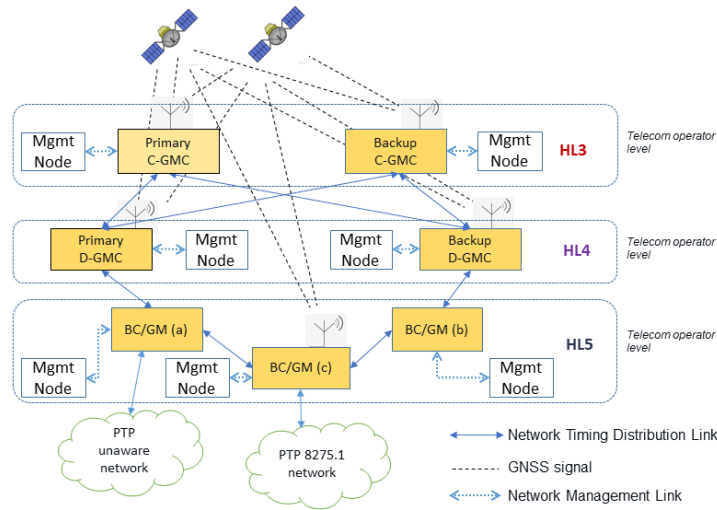 Mgmt
Node
Primary
C-GMC
Backup
C-GMC
Mgmt
Node
HL3
Telecom operator
level
Primary
D-GMC
Mgmt
Node
Mgmt
Node
Backup
D-GMC
HL4
Telecom operator
level
BC/GM (a)
BC/GM (b)
HL5
Telecom operator
level
Mgmt
Node
Mgmt
Node
BC/GM (c)
Mgmt
Node
PTP
unaware
network
PTP 8275.1
network
Network Timing Distribution Link
GNSS signal
Network Management Link